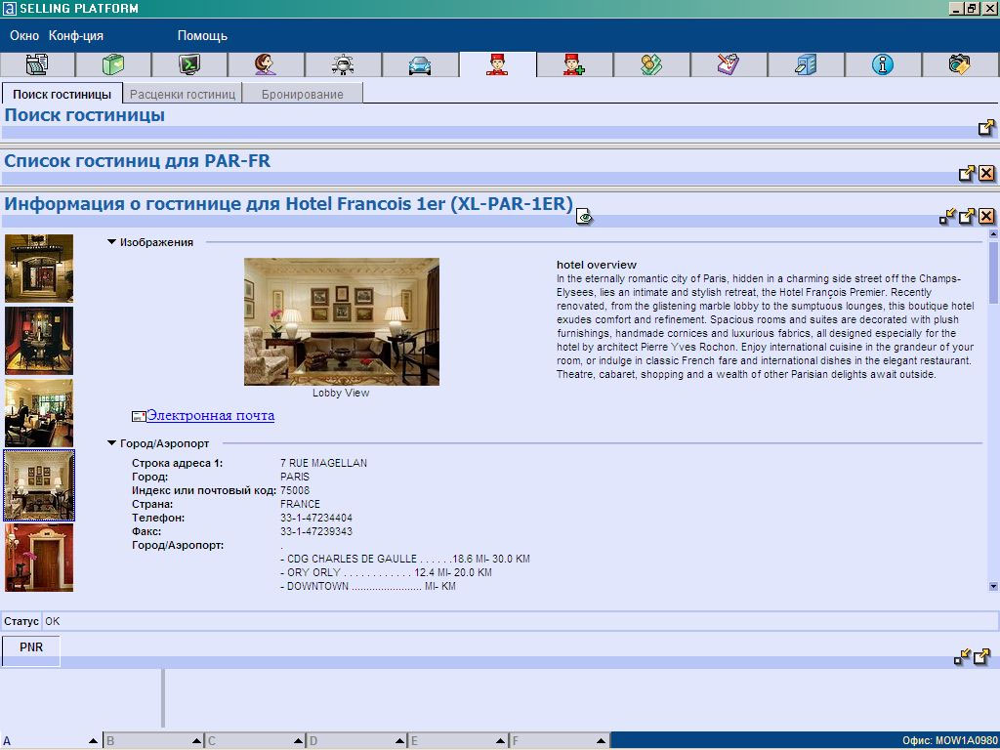 a SELLING PLATFORM
Окно Конф-ция Помощь
Поиск гостиницы Расценки гостиниц Бронирование
Поиск гостиницы
Список гостиниц для PAR-FR
Информация о гостинице для Hotel Francois 1er (XL-PAR-1ER)
Изображения
hotel overview
In the eternally romantic city of Paris, hidden in a charming side street off the Champs-
Elysees, lies an intimate and stylish retreat, the Hotel François Premier. Recently
renovated, from the glistening marble lobby to the sumptuous lounges, this boutique hotel
exudes comfort and refinement. Spacious rooms and suites are decorated with plush
furnishings, handmade cornices and luxurious fabrics, all designed especially for the
hotel by architect Pierre Yves Rochon. Enjoy international cuisine in the grandeur of your
room, or indulge in classic French fare and international dishes in the elegant restaurant.
Theatre, cabaret, shopping and a wealth of other Parisian delights await outside.
Lobby View
Электронная почта
Город/Аэропорт
Строка адреса 1: 7 RUE MAGELLAN
Город: PARIS
Индекс или почтовый код: 75008
Страна: FRANCE
Телефон: 33-1-47234404
Факс: 33-1-47239343
Город/Аэропорт: .
- CDG CHARLES DE GAULLE . . . . . .18.6 MI- 30.0 KM
- ORY ORLY . . . . . . . . . . . . 12.4 MI- 20.0 KM
- DOWNTOWN ........................ MI- KM
Статус OK
PNR
A B C D E F Офис: MOW1A0980